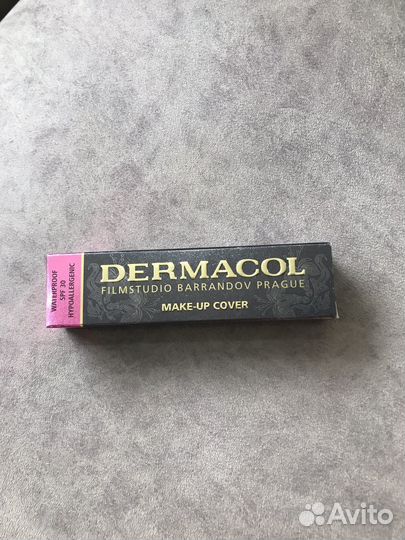 WATERPROOF
SPF 30
HYPOALLERGENIC
DERMACOL
FILMSTUDIO BARRANDOV PRAGUE
MAKE-UP COVER
Avito